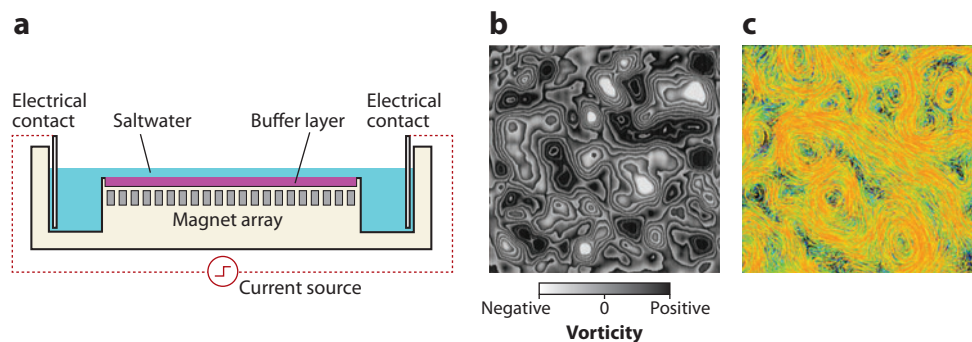 a
Electrical
contact
Saltwater
Buffer layer
Electrical
contact
Magnet array
Current source
b
Negative
0
Positive
Vorticity
c